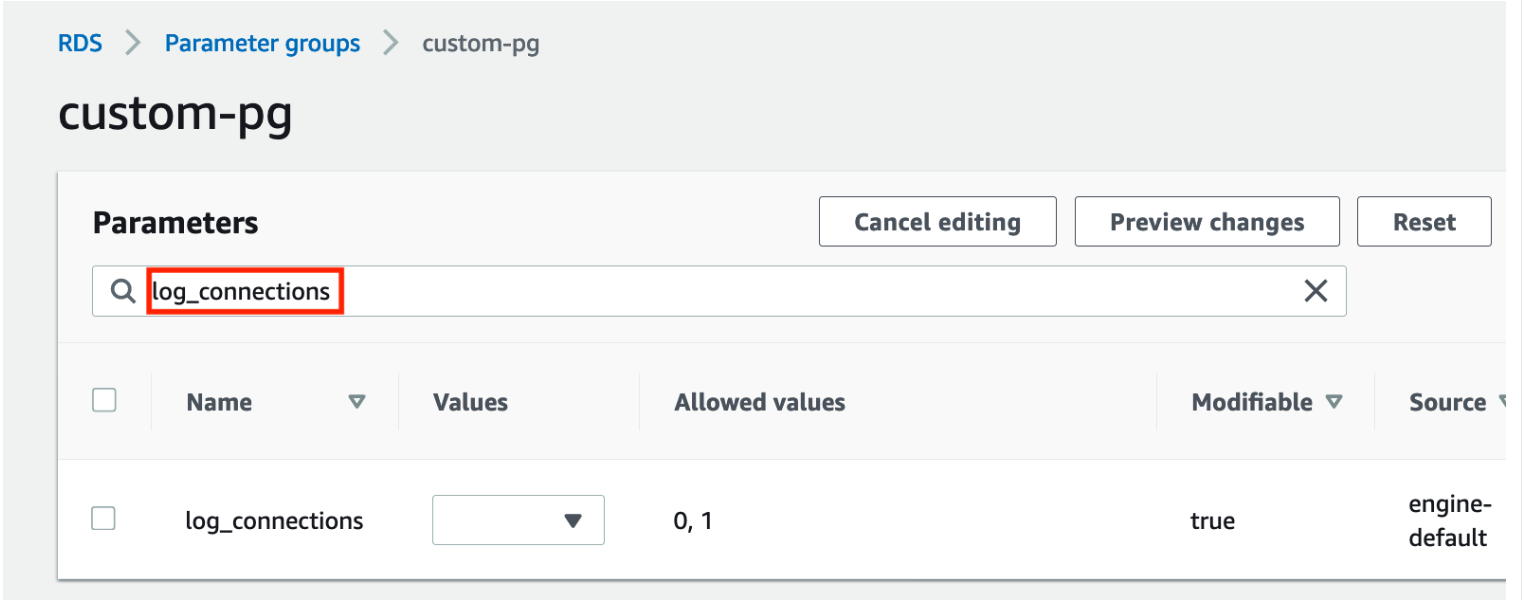 RDS > Parameter groups > custom-pg
custom-pg
Parameters Cancel editing Preview changes Reset
log_connections
Name Values Allowed values Modifiable Source
log_connections 0, 1 true engine-
default